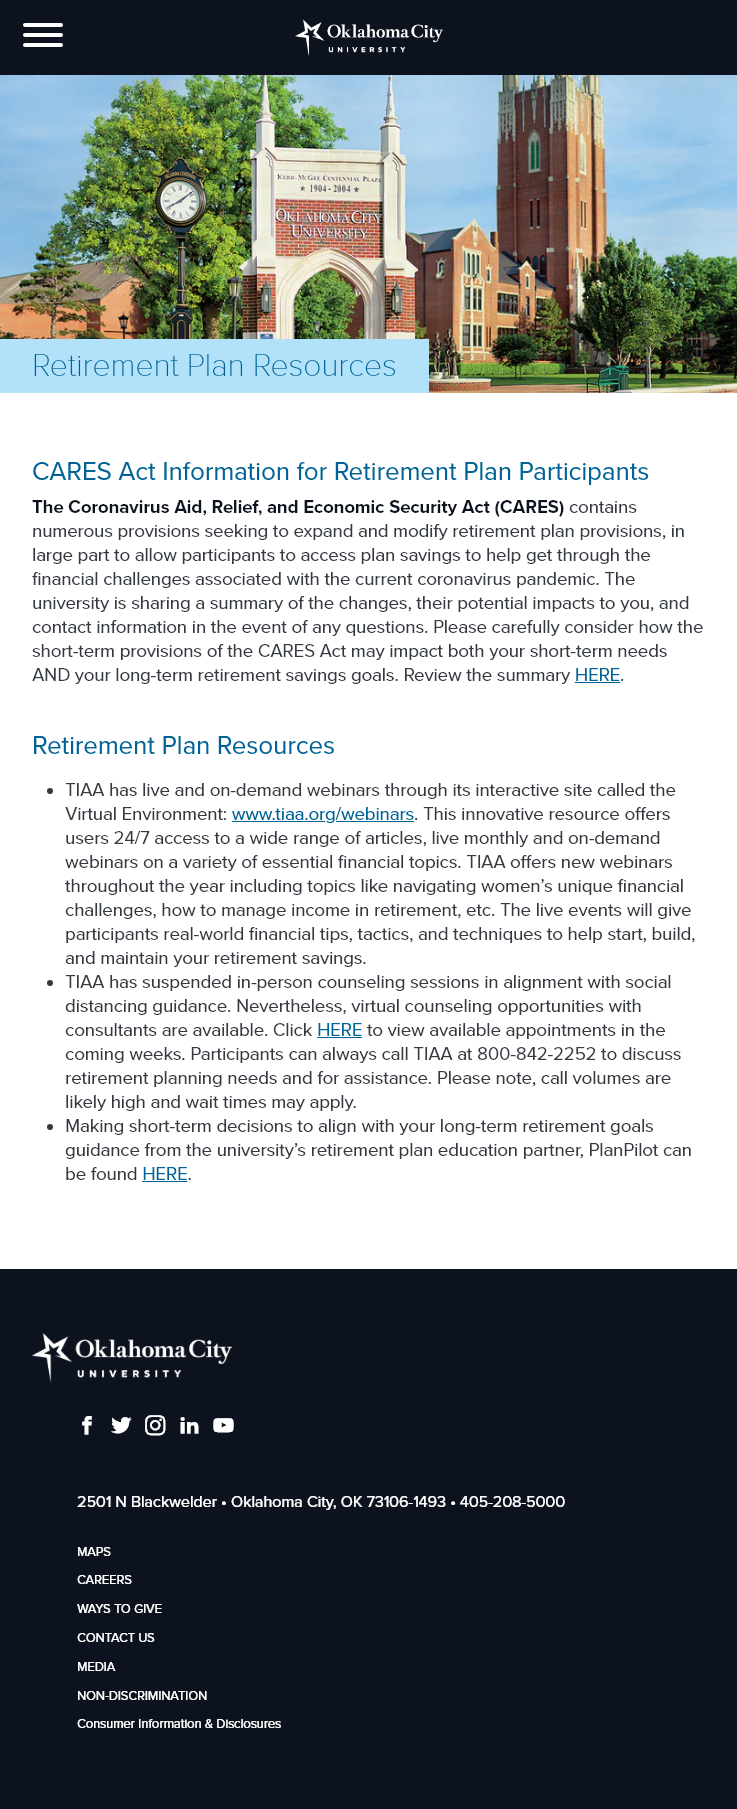 Oklahoma City
UNIVERSITY
KERR-MCGEE CENTENNIAL PLAZA
★ 1904 - 2004 ★
OKLAHOMA CITY
UNIVERSITY
Retirement Plan Resources
CARES Act Information for Retirement Plan Participants
The Coronavirus Aid, Relief, and Economic Security Act (CARES) contains
numerous provisions seeking to expand and modify retirement plan provisions, in
large part to allow participants to access plan savings to help get through the
financial challenges associated with the current coronavirus pandemic. The
university is sharing a summary of the changes, their potential impacts to you, and
contact information in the event of any questions. Please carefully consider how the
short-term provisions of the CARES Act may impact both your short-term needs
AND your long-term retirement savings goals. Review the summary HERE.
Retirement Plan Resources
• TIAA has live and on-demand webinars through its interactive site called the
Virtual Environment: www.tiaa.org/webinars. This innovative resource offers
users 24/7 access to a wide range of articles, live monthly and on-demand
webinars on a variety of essential financial topics. TIAA offers new webinars
throughout the year including topics like navigating women’s unique financial
challenges, how to manage income in retirement, etc. The live events will give
participants real-world financial tips, tactics, and techniques to help start, build,
and maintain your retirement savings.
• TIAA has suspended in-person counseling sessions in alignment with social
distancing guidance. Nevertheless, virtual counseling opportunities with
consultants are available. Click HERE to view available appointments in the
coming weeks. Participants can always call TIAA at 800-842-2252 to discuss
retirement planning needs and for assistance. Please note, call volumes are
likely high and wait times may apply.
• Making short-term decisions to align with your long-term retirement goals
guidance from the university’s retirement plan education partner, PlanPilot can
be found HERE.
Oklahoma City
UNIVERSITY
2501 N Blackwelder • Oklahoma City, OK 73106-1493 • 405-208-5000
MAPS
CAREERS
WAYS TO GIVE
CONTACT US
MEDIA
NON-DISCRIMINATION
Consumer Information & Disclosures